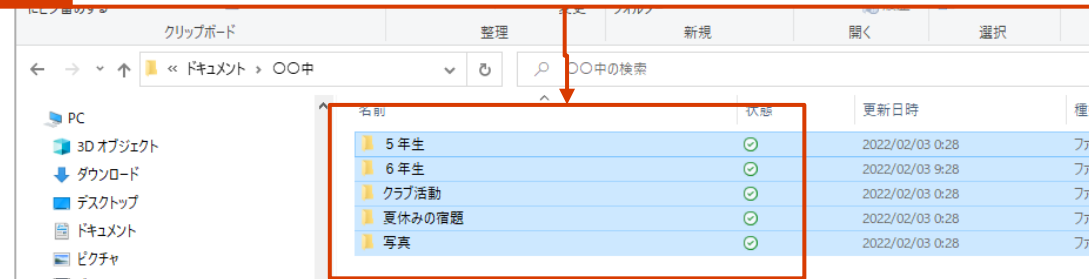 クリップボード 整理 新規 開く 選択
« ドキュメント › 〇〇中 〇〇中の検索
名前 状態 更新日時
PC
3D オブジェクト
ダウンロード
デスクトップ
ドキュメント
ピクチャ
5年生 2022/02/03 0:28
6年生 2022/02/03 9:28
クラブ活動 2022/02/03 0:28
夏休みの宿題 2022/02/03 0:28
写真 2022/02/03 0:28